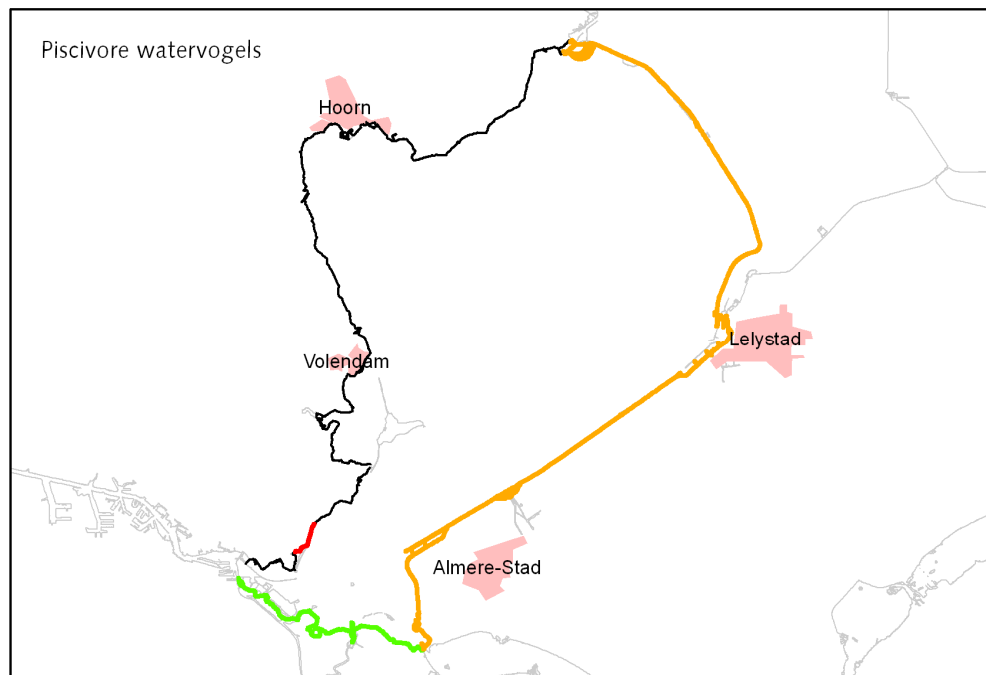 Piscivore watervogels
Hoorn
Lelystad
Volendam
Almere-Stad